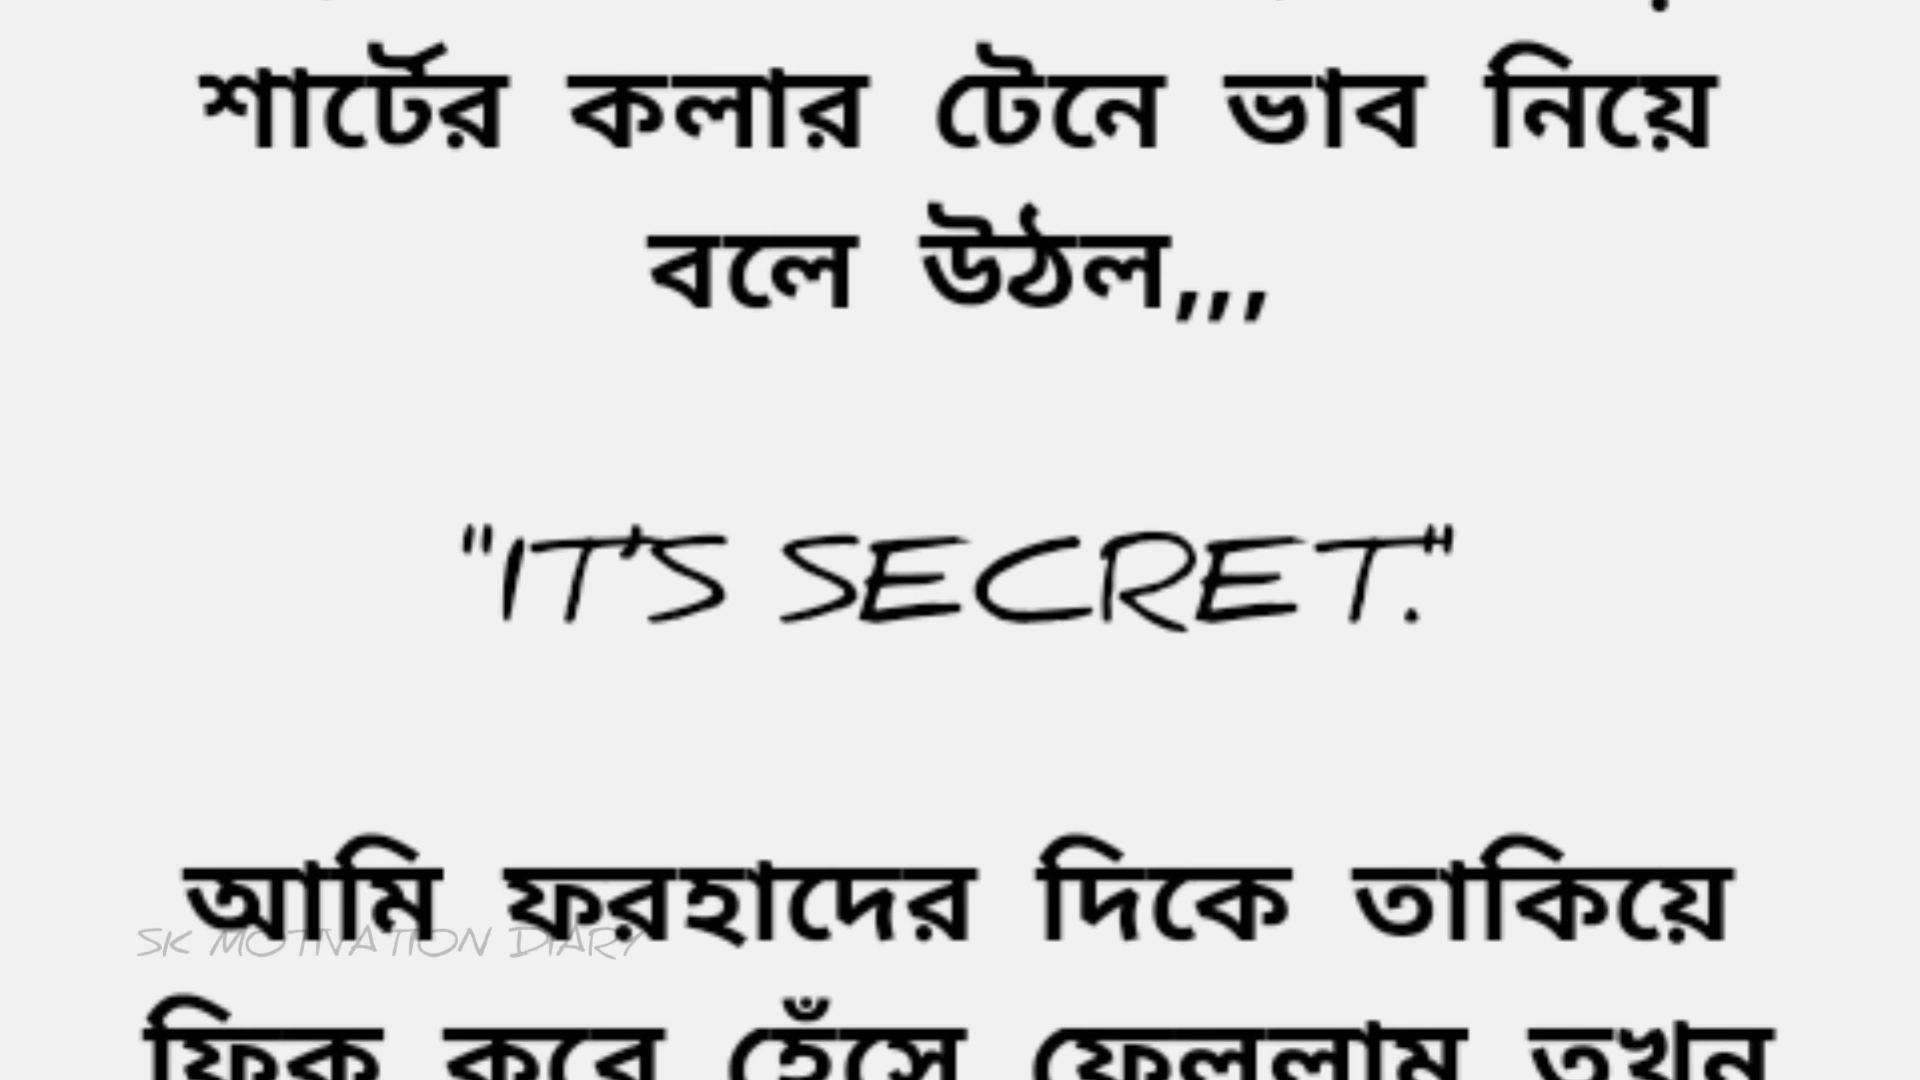 শার্টের কলার টেনে ভাব নিয়ে
বলে উঠল,,,
"IT'S SECRET."
আমি ফরহাদের দিকে তাকিয়ে
SK MOTIVATION DIARY
ফিক করে হেঁসে ফেললাম তখন